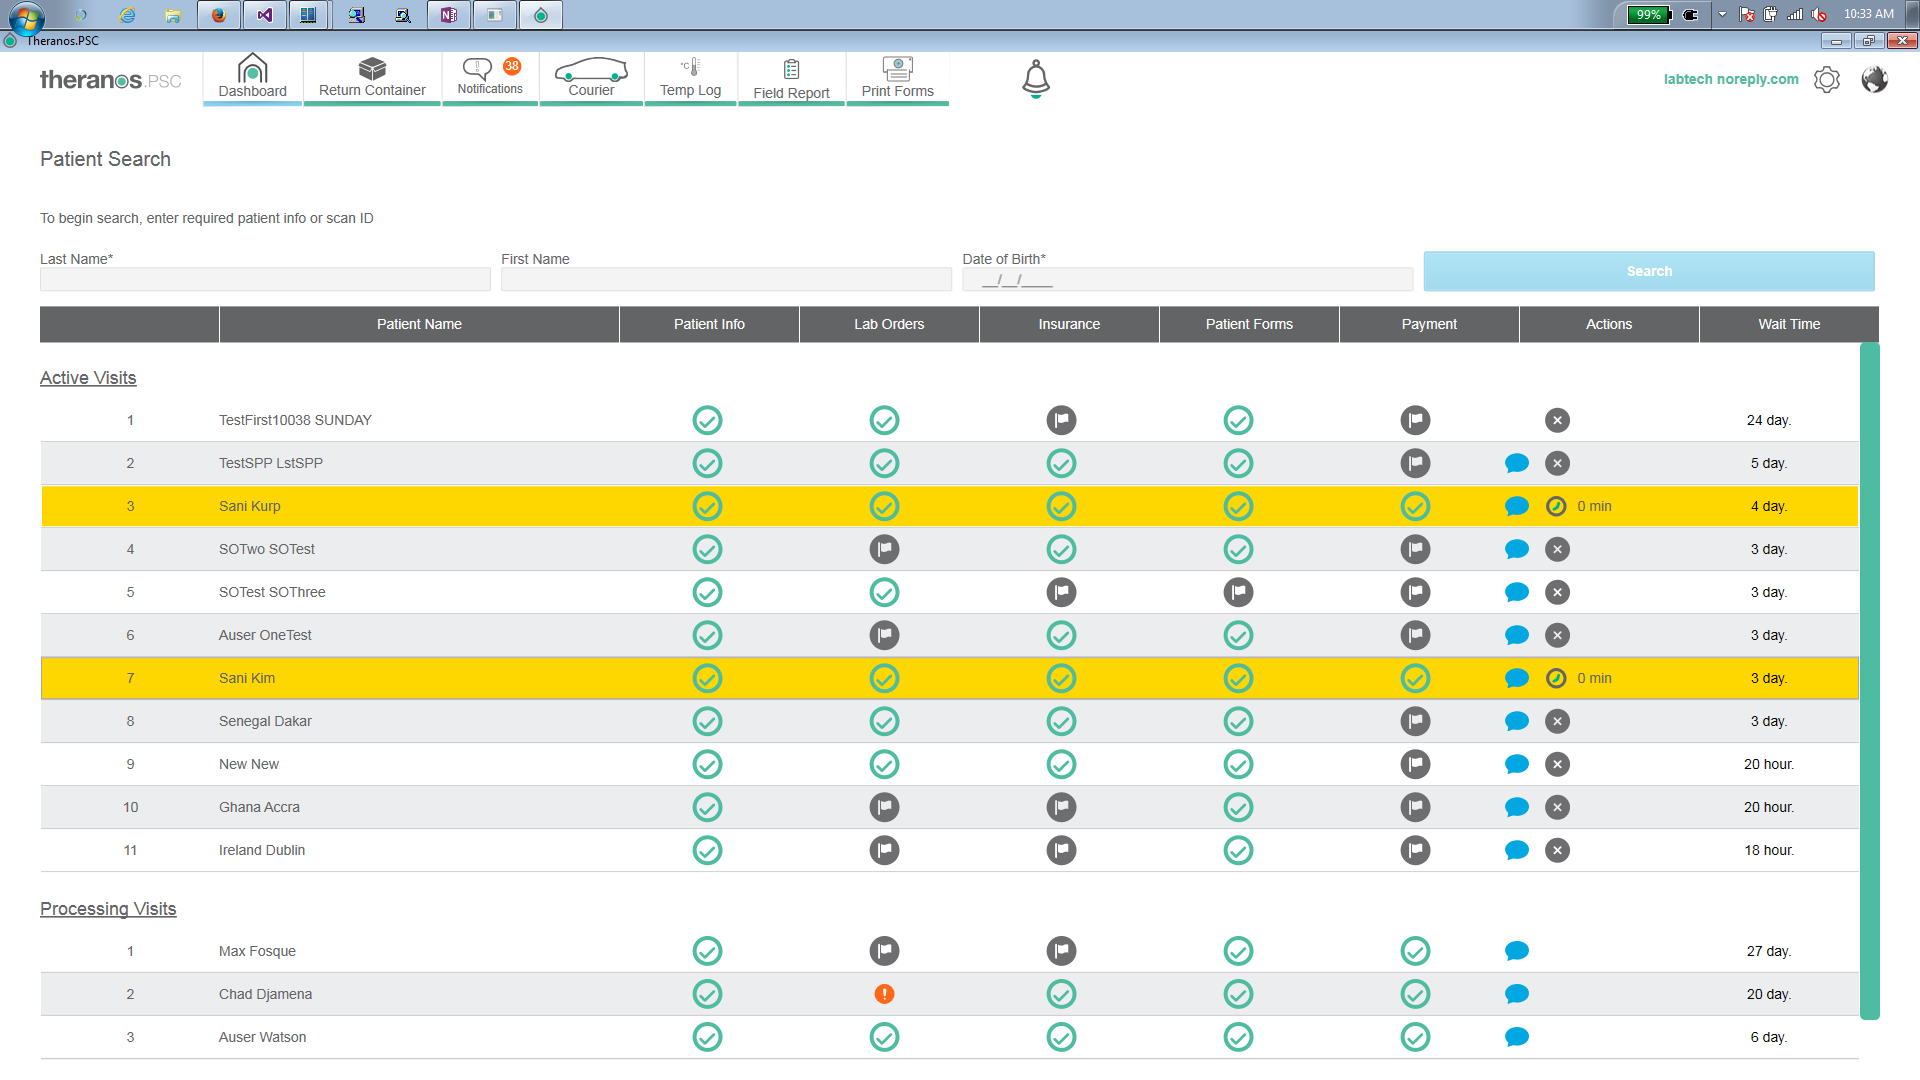 99%
10:33 AM
Theranos.PSC
theranos.PSC
Dashboard
Return Container
38
Notifications
Courier
°C
Temp Log
Field Report
Print Forms
labtech noreply.com
Patient Search
To begin search, enter required patient info or scan ID
Last Name*
First Name
Date of Birth*
__/__/____
Search
Patient Name Patient Info Lab Orders Insurance Patient Forms Payment Actions Wait Time
Active Visits
1 TestFirst10038 SUNDAY 24 day.
2 TestSPP LstSPP 5 day.
3 Sani Kurp 0 min 4 day.
4 SOTwo SOTest 3 day.
5 SOTest SOThree 3 day.
6 Auser OneTest 3 day.
7 Sani Kim 0 min 3 day.
8 Senegal Dakar 3 day.
9 New New 20 hour.
10 Ghana Accra 20 hour.
11 Ireland Dublin 18 hour.
Processing Visits
1 Max Fosque 27 day.
2 Chad Djamena 20 day.
3 Auser Watson 6 day.